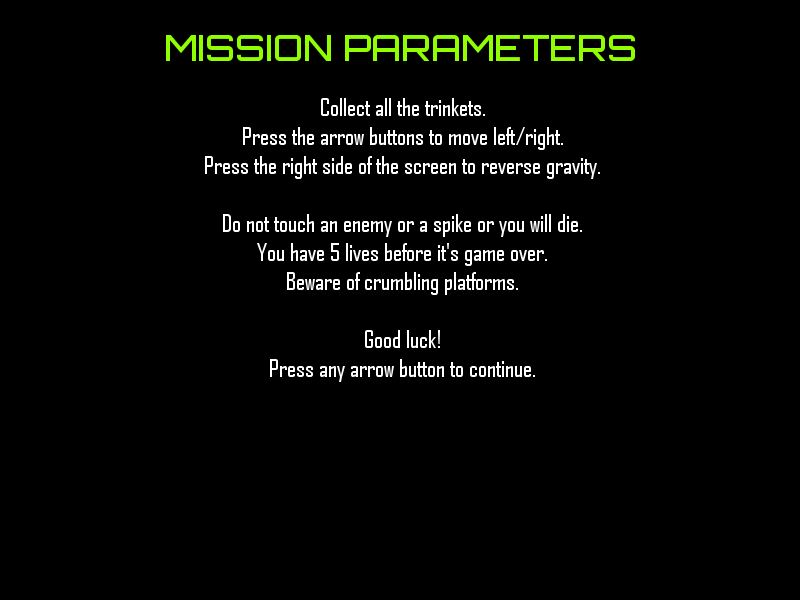 MISSION PARAMETERS
Collect all the trinkets.
Press the arrow buttons to move left/right.
Press the right side of the screen to reverse gravity.
Do not touch an enemy or a spike or you will die.
You have 5 lives before it's game over.
Beware of crumbling platforms.
Good luck!
Press any arrow button to continue.